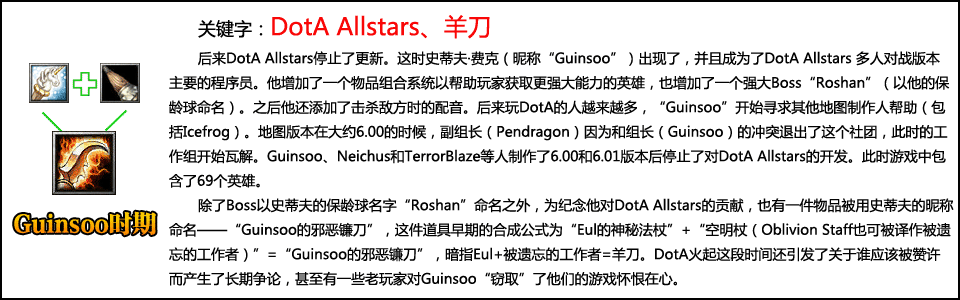 关键字：DotA Allstars、羊刀
后来DotA Allstars停止了更新。这时史蒂夫·费克（昵称“Guinsoo”）出现了，并且成为了DotA Allstars 多人对战版本
主要的程序员。他增加了一个物品组合系统以帮助玩家获取更强大能力的英雄，也增加了一个强大Boss“Roshan”（以他的保
龄球命名）。之后他还添加了击杀敌方时的配音。后来玩DotA的人越来越多，“Guinsoo”开始寻求其他地图制作人帮助（包
括Icefrog）。地图版本在大约6.00的时候，副组长（Pendragon）因为和组长（Guinsoo）的冲突退出了这个社团，此时的工
作组开始瓦解。Guinsoo、Neichus和TerrorBlaze等人制作了6.00和6.01版本后停止了对DotA Allstars的开发。此时游戏中包
含了69个英雄。
除了Boss以史蒂夫的保龄球名字“Roshan”命名之外，为纪念他对DotA Allstars的贡献，也有一件物品被用史蒂夫的昵称
命名——“Guinsoo的邪恶镰刀”，这件道具早期的合成公式为“Eul的神秘法杖”+“空明杖（Oblivion Staff也可被译作被遗
忘的工作者）”=“Guinsoo的邪恶镰刀”，暗指Eul+被遗忘的工作者=羊刀。DotA火起这段时间还引发了关于谁应该被赞许
而产生了长期争论，甚至有一些老玩家对Guinsoo“窃取”了他们的游戏怀恨在心。
Guinsoo时期